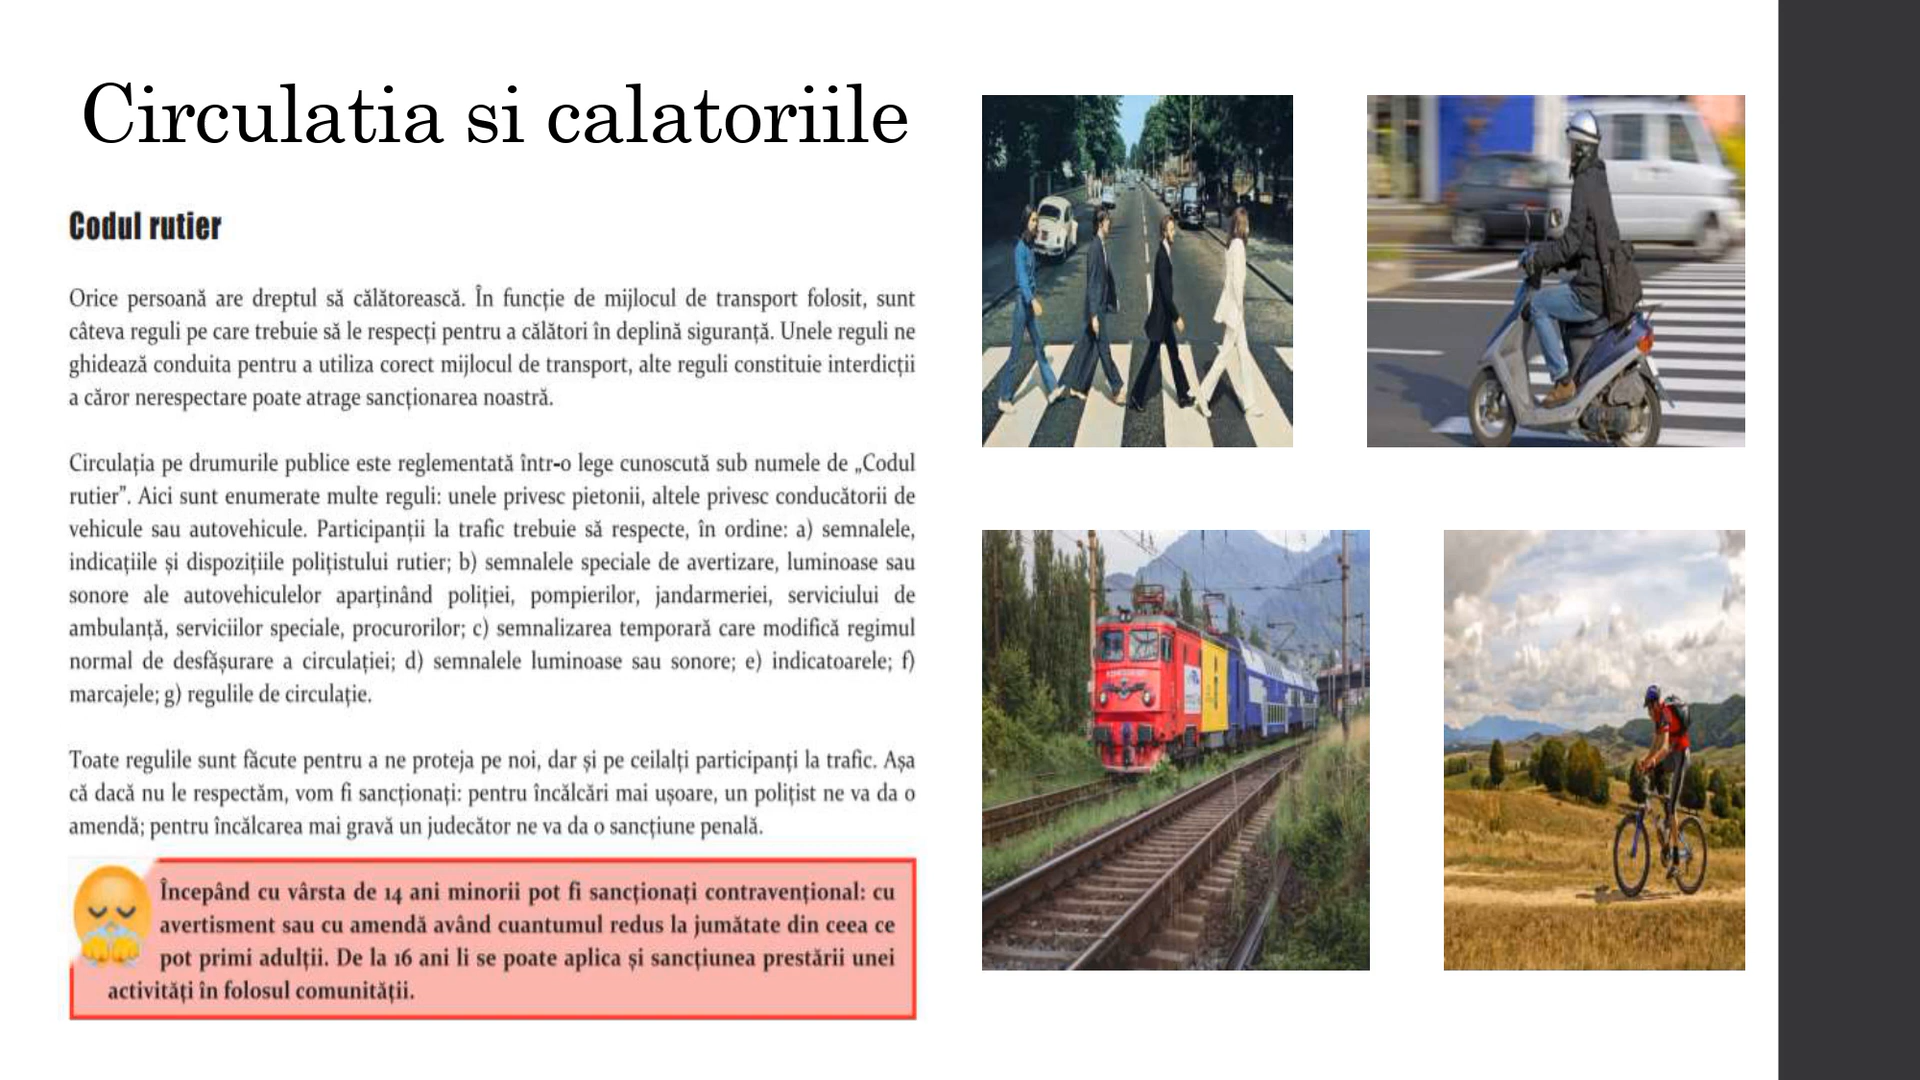 Circulatia si calatoriile
Codul rutier
Orice persoană are dreptul să călătorească. În funcție de mijlocul de transport folosit, sunt
câteva reguli pe care trebuie să le respecți pentru a călători în deplină siguranță. Unele reguli ne
ghidează conduita pentru a utiliza corect mijlocul de transport, alte reguli constituie interdicții
a căror nerespectare poate atrage sancționarea noastră.
Circulația pe drumurile publice este reglementată într-o lege cunoscută sub numele de „Codul
rutier”. Aici sunt enumerate multe reguli: unele privesc pietonii, altele privesc conducătorii de
vehicule sau autovehicule. Participanții la trafic trebuie să respecte, în ordine: a) semnalele,
indicațiile și dispozițiile polițistului rutier; b) semnalele speciale de avertizare, luminoase sau
sonore ale autovehiculelor aparținând poliției, pompierilor, jandarmeriei, serviciului de
ambulanță, serviciilor speciale, procurorilor; c) semnalizarea temporară care modifică regimul
normal de desfășurare a circulației; d) semnalele luminoase sau sonore; e) indicatoarele; f)
marcajele; g) regulile de circulație.
Toate regulile sunt făcute pentru a ne proteja pe noi, dar și pe ceilalți participanți la trafic. Așa
că dacă nu le respectăm, vom fi sancționați: pentru încălcări mai ușoare, un polițist ne va da o
amendă; pentru încălcarea mai gravă un judecător ne va da o sancțiune penală.
Începând cu vârsta de 14 ani minorii pot fi sancționați contravențional: cu
avertisment sau cu amendă având cuantumul redus la jumătate din ceea ce
pot primi adulții. De la 16 ani li se poate aplica și sancțiunea prestării unei
activități în folosul comunității.